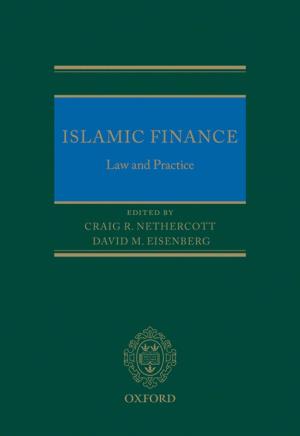 ISLAMIC FINANCE
Law and Practice
EDITED BY
CRAIG R. NETHERCOTT
DAVID M. EISENBERG
OXFORD